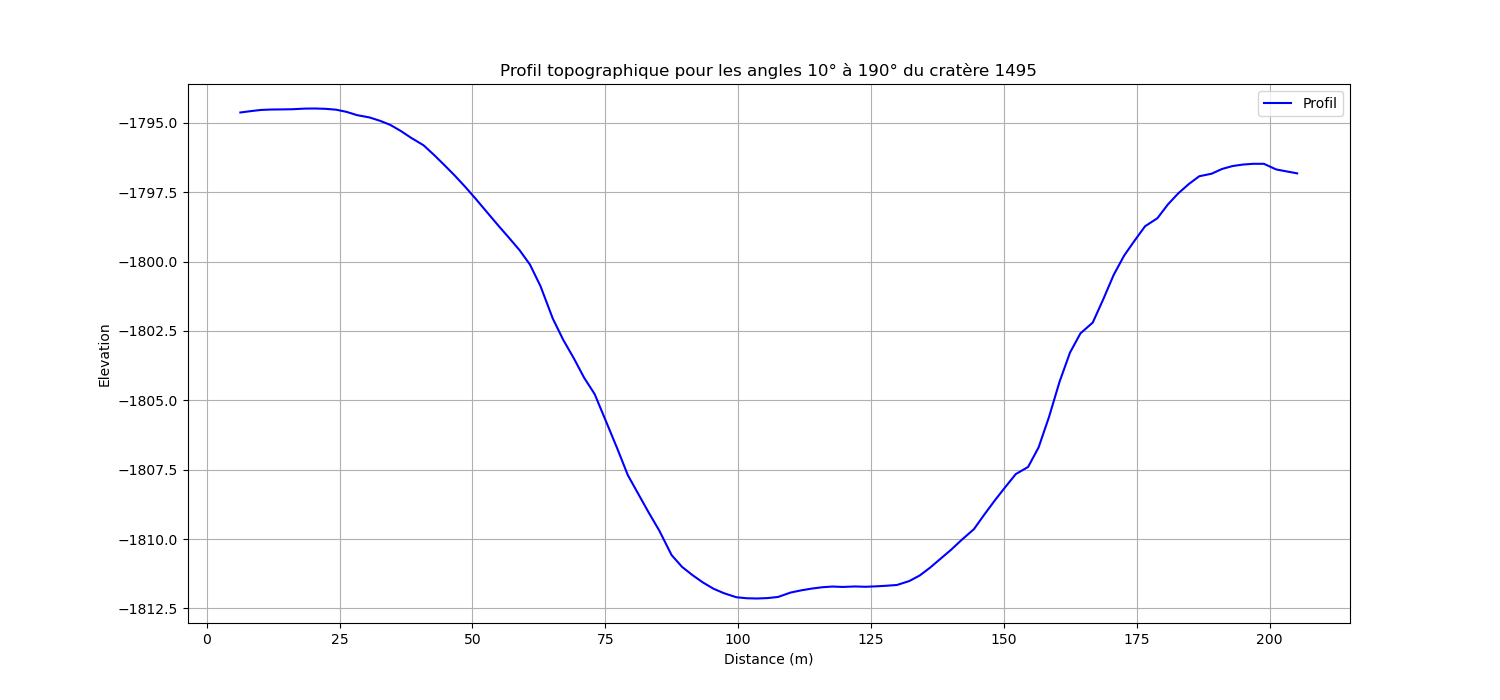 Profil topographique pour les angles 10° à 190° du cratère 1495
Profil
−1795.0
−1797.5
−1800.0
−1802.5
−1805.0
−1807.5
−1810.0
−1812.5
Elevation
0 25 50 75 100 125 150 175 200
Distance (m)